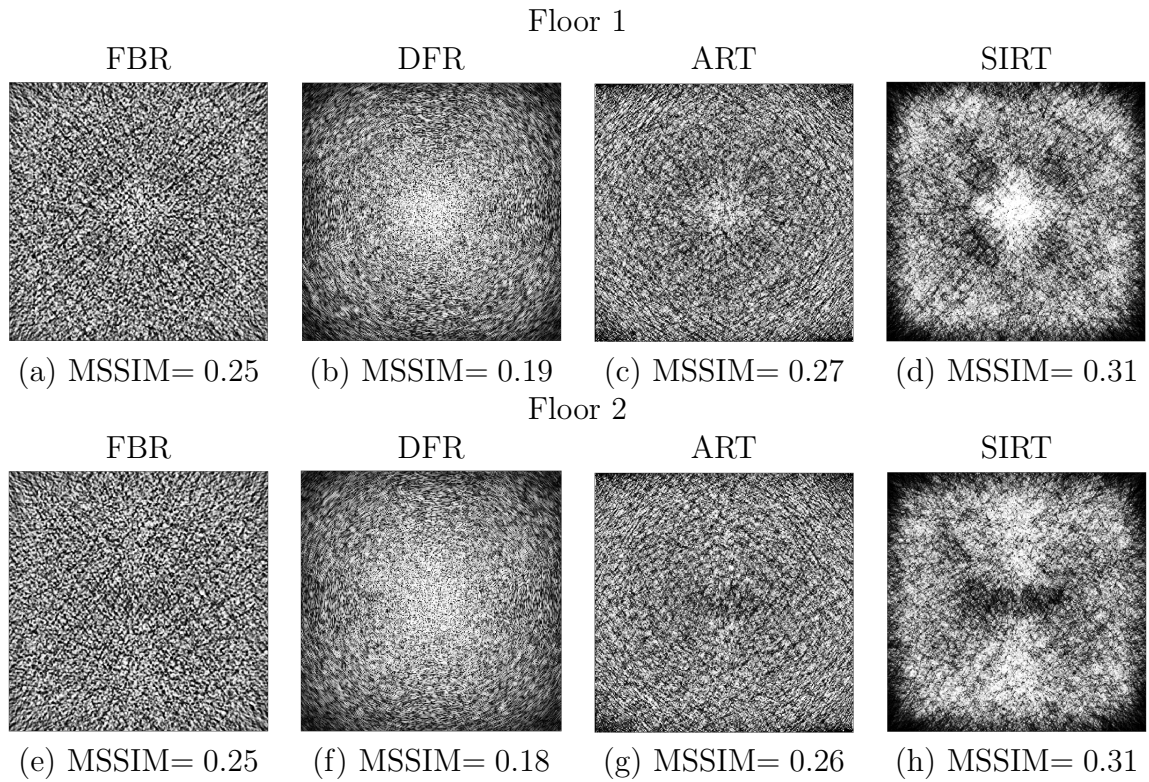 Floor 1
FBR DFR ART SIRT
(a) MSSIM= 0.25 (b) MSSIM= 0.19 (c) MSSIM= 0.27 (d) MSSIM= 0.31
Floor 2
FBR DFR ART SIRT
(e) MSSIM= 0.25 (f) MSSIM= 0.18 (g) MSSIM= 0.26 (h) MSSIM= 0.31